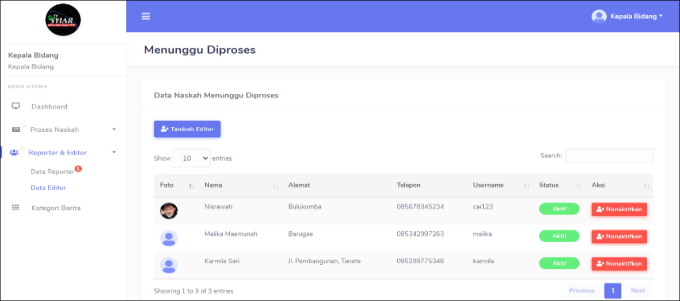 SYIAR
Kepala Bidang
Kepala Bidang
Kepala Bidang
MENU UTAMA
Dashboard
Proses Naskah
Reporter & Editor
Data Reporter
Data Editor
Kategori Berita
Menunggu Diproses
Data Naskah Menunggu Diproses
Tambah Editor
Show 10 entries
Search:
Foto Nama Alamat Telepon Username Status Aksi
Nisrawati Bulukumba 085678345234 cai123 Aktif Nonaktifkan
Malika Maemunah Barugae 085342997263 malika Aktif Nonaktifkan
Karmila Sari Jl. Pembangunan, Tanete 085299775346 karmila Aktif Nonaktifkan
Showing 1 to 3 of 3 entries
Previous 1 Next